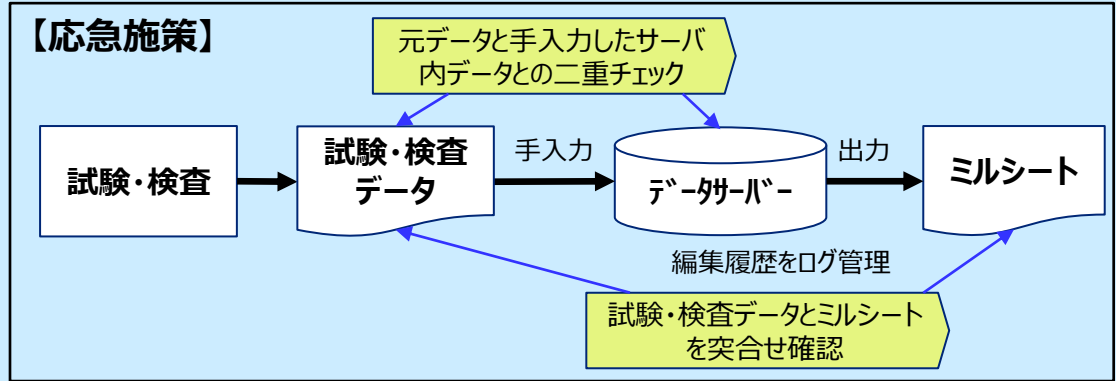 【応急施策】
元データと手入力したサーバ
内データとの二重チェック
試験・検査
試験・検査
データ
手入力
データサーバー
出力
ミルシート
編集履歴をログ管理
試験・検査データとミルシート
を突合せ確認